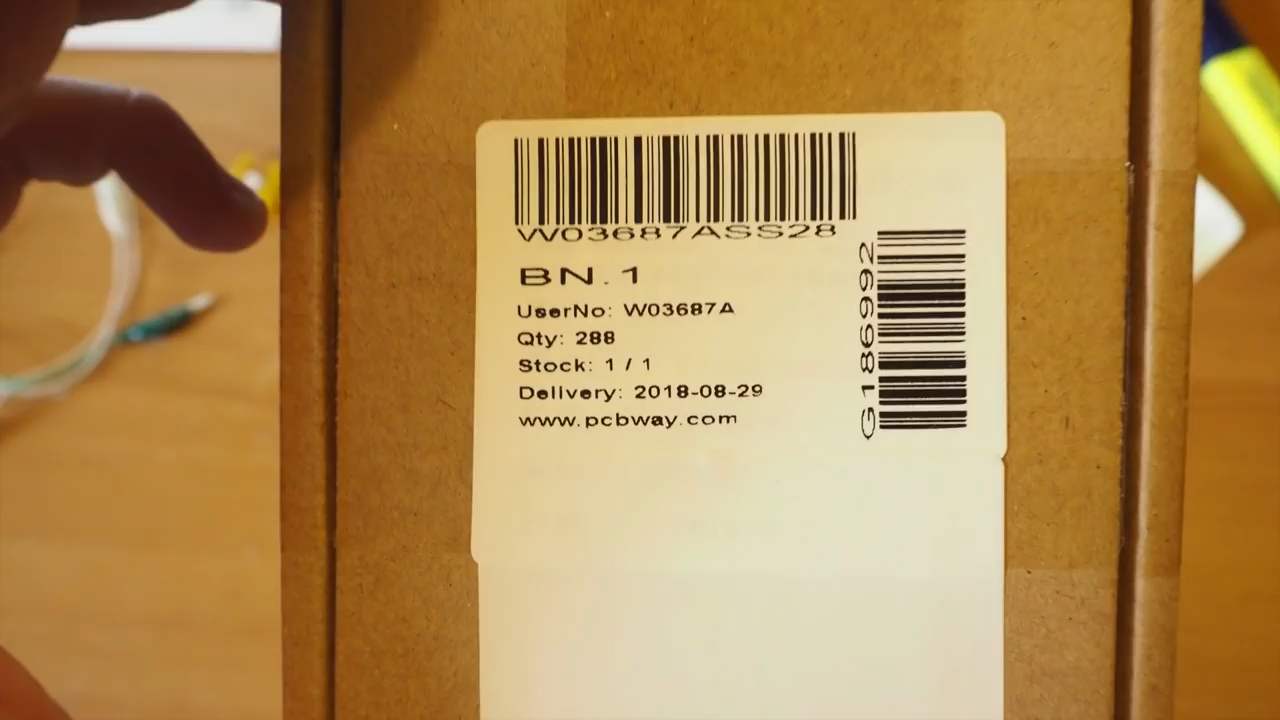 W03687ASS28
BN.1
UserNo: W03687A
Qty: 288
Stock: 1 / 1
Delivery: 2018-08-29
www.pcbway.com
G186992